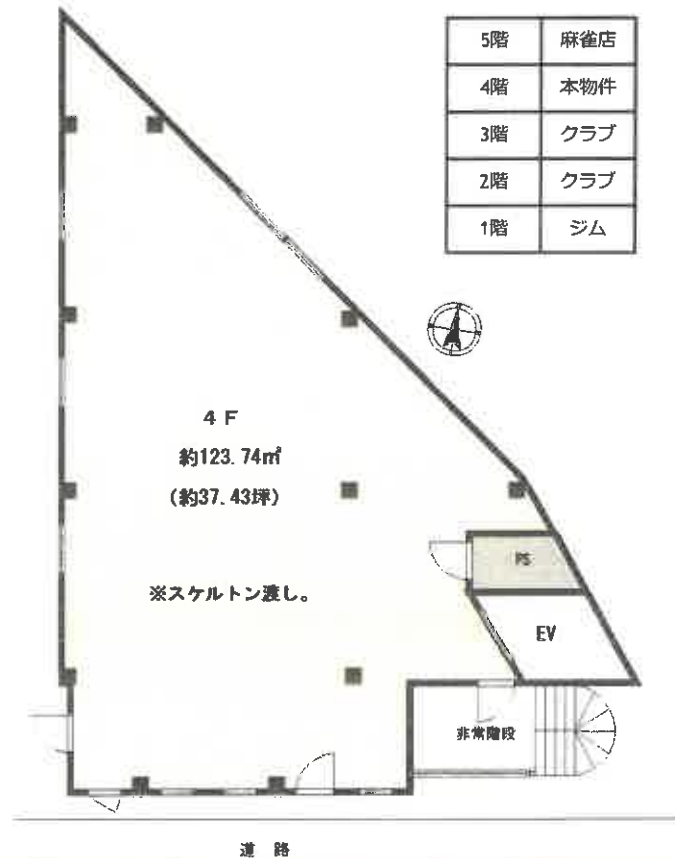 5階 麻雀店
4階 本物件
3階 クラブ
2階 クラブ
1階 ジム
4F
約123.74㎡
(約37.43坪)
※スケルトン渡し。
PS
EV
非常階段
道路